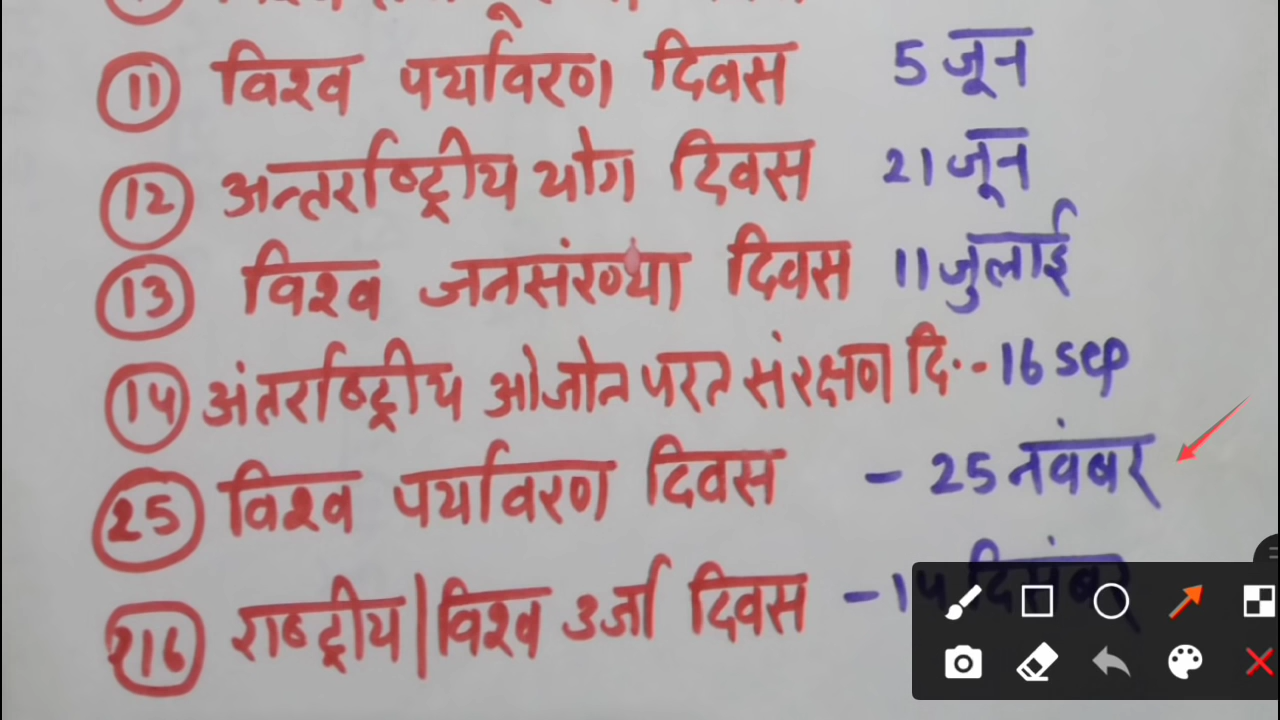 11 विश्व पर्यावरण दिवस 5 जून
12 अन्तर्राष्ट्रीय योग दिवस 21 जून
13 विश्व जनसंख्या दिवस 11 जुलाई
14 अंतर्राष्ट्रीय ओजोन परत संरक्षण दि. - 16 sep
25 विश्व पर्यावरण दिवस - 25 नवंबर
राष्ट्रीय | विश्व उर्जा दिवस - 14 दिसंबर